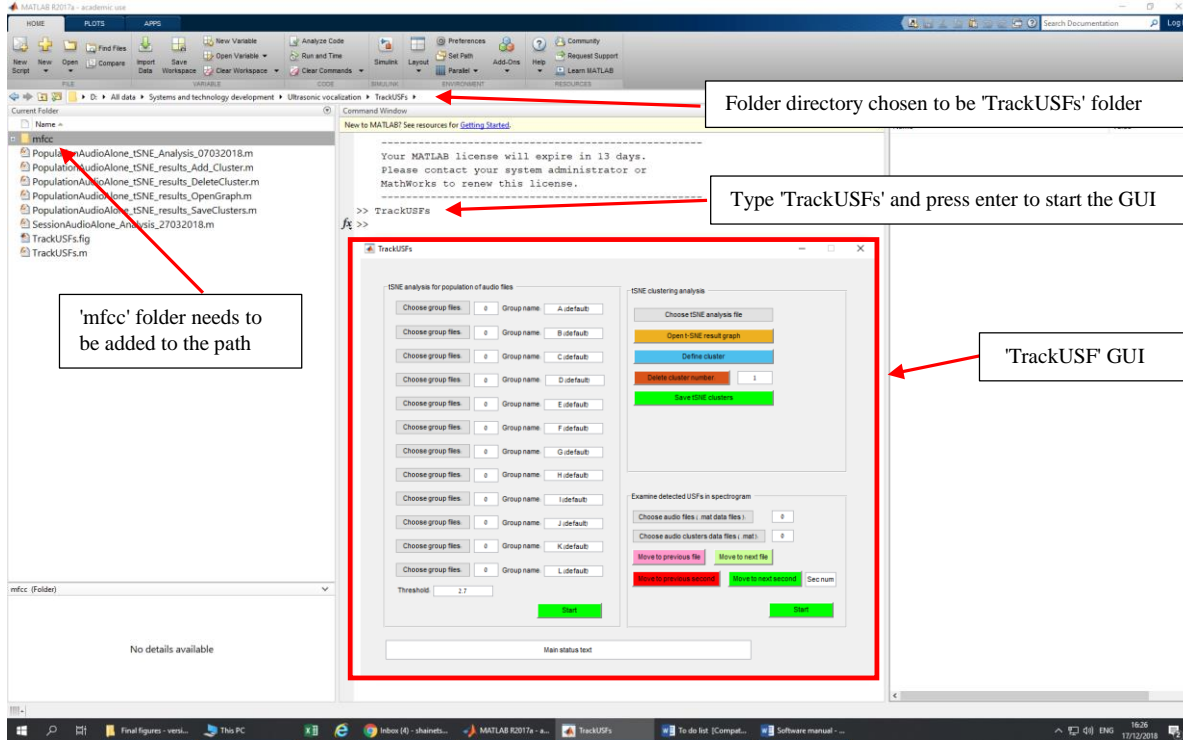 MATLAB R2017a - academic use
HOME PLOTS APPS
Search Documentation
Log
New Script
New
Open
Find Files
Compare
Import Data
Save Workspace
New Variable
Open Variable
Clear Workspace
Analyze Code
Run and Time
Clear Commands
Simulink
Layout
Preferences
Set Path
Parallel
Add-Ons
Help
Community
Request Support
Learn MATLAB
FILE VARIABLE CODE SIMULINK ENVIRONMENT RESOURCES
D: All data Systems and technology development Ultrasonic vocalization TrackUSFs
Folder directory chosen to be 'TrackUSFs' folder
Current Folder
Name
mfcc
PopulationAudioAlone_tSNE_Analysis_07032018.m
PopulationAudioAlone_tSNE_results_Add_Cluster.m
PopulationAudioAlone_tSNE_results_DeleteCluster.m
PopulationAudioAlone_tSNE_results_OpenGraph.m
PopulationAudioAlone_tSNE_results_SaveClusters.m
SessionAudioAlone_Analysis_27032018.m
TrackUSFs.fig
TrackUSFs.m
'mfcc' folder needs to
be added to the path
mfcc (Folder)
No details available
Command Window
New to MATLAB? See resources for Getting Started.
----------------------------------------------------
Your MATLAB license will expire in 13 days.
Please contact your system administrator or
MathWorks to renew this license.
----------------------------------------------------
>> TrackUSFs
fx >>
Type 'TrackUSFs' and press enter to start the GUI
TrackUSFs
tSNE analysis for population of audio files
Choose group files 0 Group name A (default)
Choose group files 0 Group name B (default)
Choose group files 0 Group name C (default)
Choose group files 0 Group name D (default)
Choose group files 0 Group name E (default)
Choose group files 0 Group name F (default)
Choose group files 0 Group name G (default)
Choose group files 0 Group name H (default)
Choose group files 0 Group name I (default)
Choose group files 0 Group name J (default)
Choose group files 0 Group name K (default)
Choose group files 0 Group name L (default)
Threshold: 2.7
Start
tSNE clustering analysis
Choose tSNE analysis file
Open t-SNE result graph
Define cluster
Delete cluster number 1
Save tSNE clusters
Examine detected USFs in spectrogram
Choose audio files (.mat data files) 0
Choose audio clusters data files (.mat) 0
Move to previous file Move to next file
Move to previous second Move to next second Sec num
Start
Main status text
'TrackUSF' GUI
Final figures - versi...
This PC
Inbox (4) - shainets...
MATLAB R2017a - a...
TrackUSFs
To do list [Compat...
Software manual - ...
ENG
16:26
17/12/2018